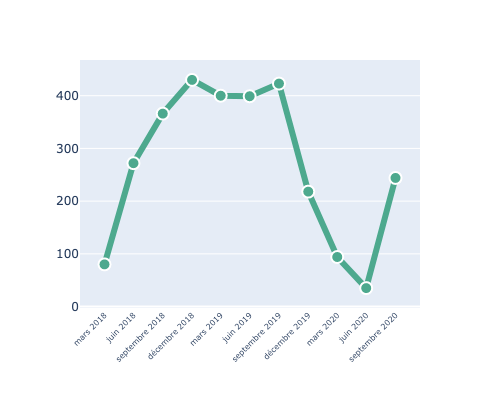 400
300
200
100
0
mars 2018
juin 2018
septembre 2018
décembre 2018
mars 2019
juin 2019
septembre 2019
décembre 2019
mars 2020
juin 2020
septembre 2020